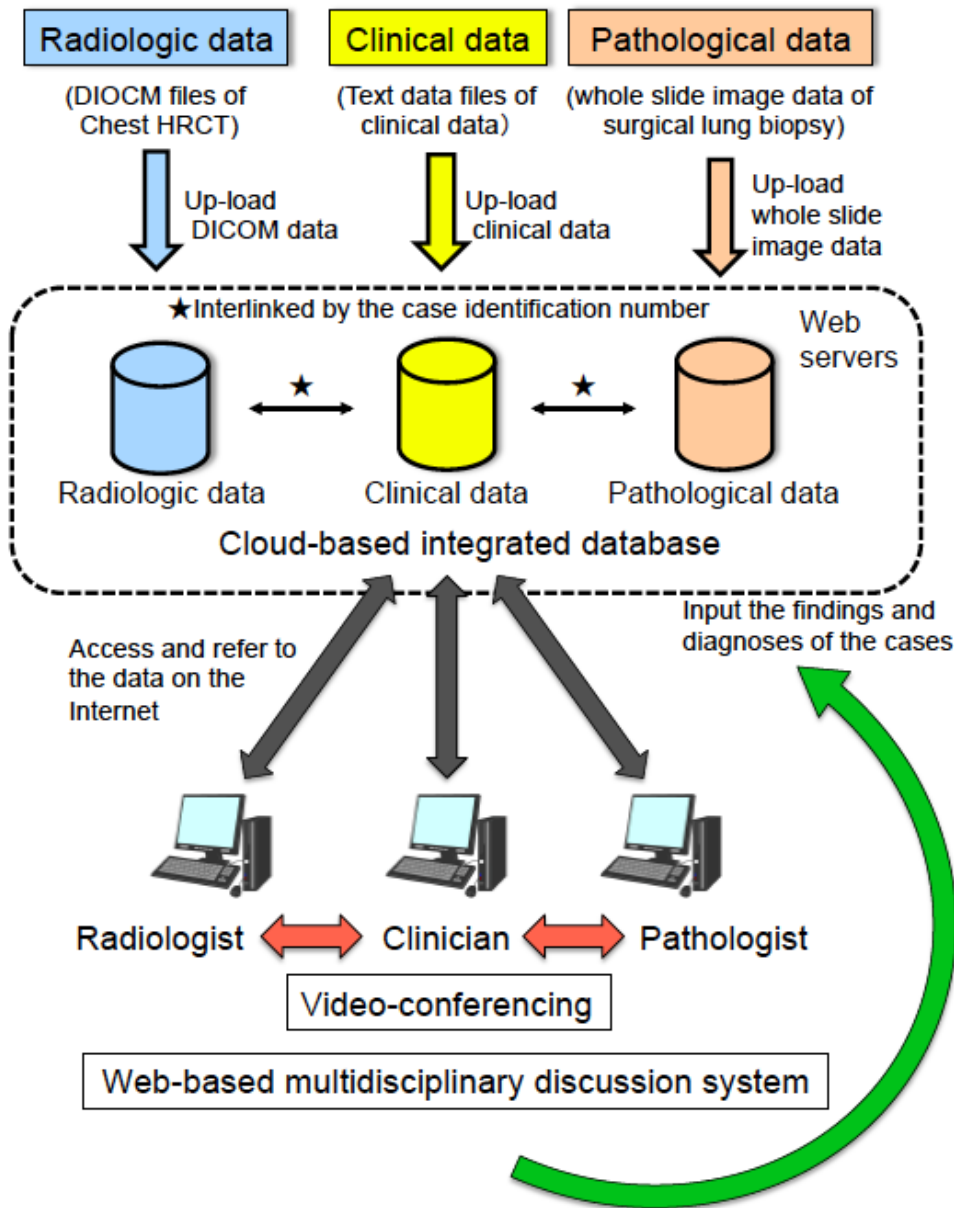 Radiologic data
Clinical data
Pathological data
(DIOCM files of
Chest HRCT)
(Text data files of
clinical data）
(whole slide image data of
surgical lung biopsy)
Up-load
DICOM data
Up-load
clinical data
Up-load
whole slide
image data
★Interlinked by the case identification number
Web
servers
★
★
Radiologic data
Clinical data
Pathological data
Cloud-based integrated database
Access and refer to
the data on the
Internet
Input the findings and
diagnoses of the cases
Radiologist
Clinician
Pathologist
Video-conferencing
Web-based multidisciplinary discussion system